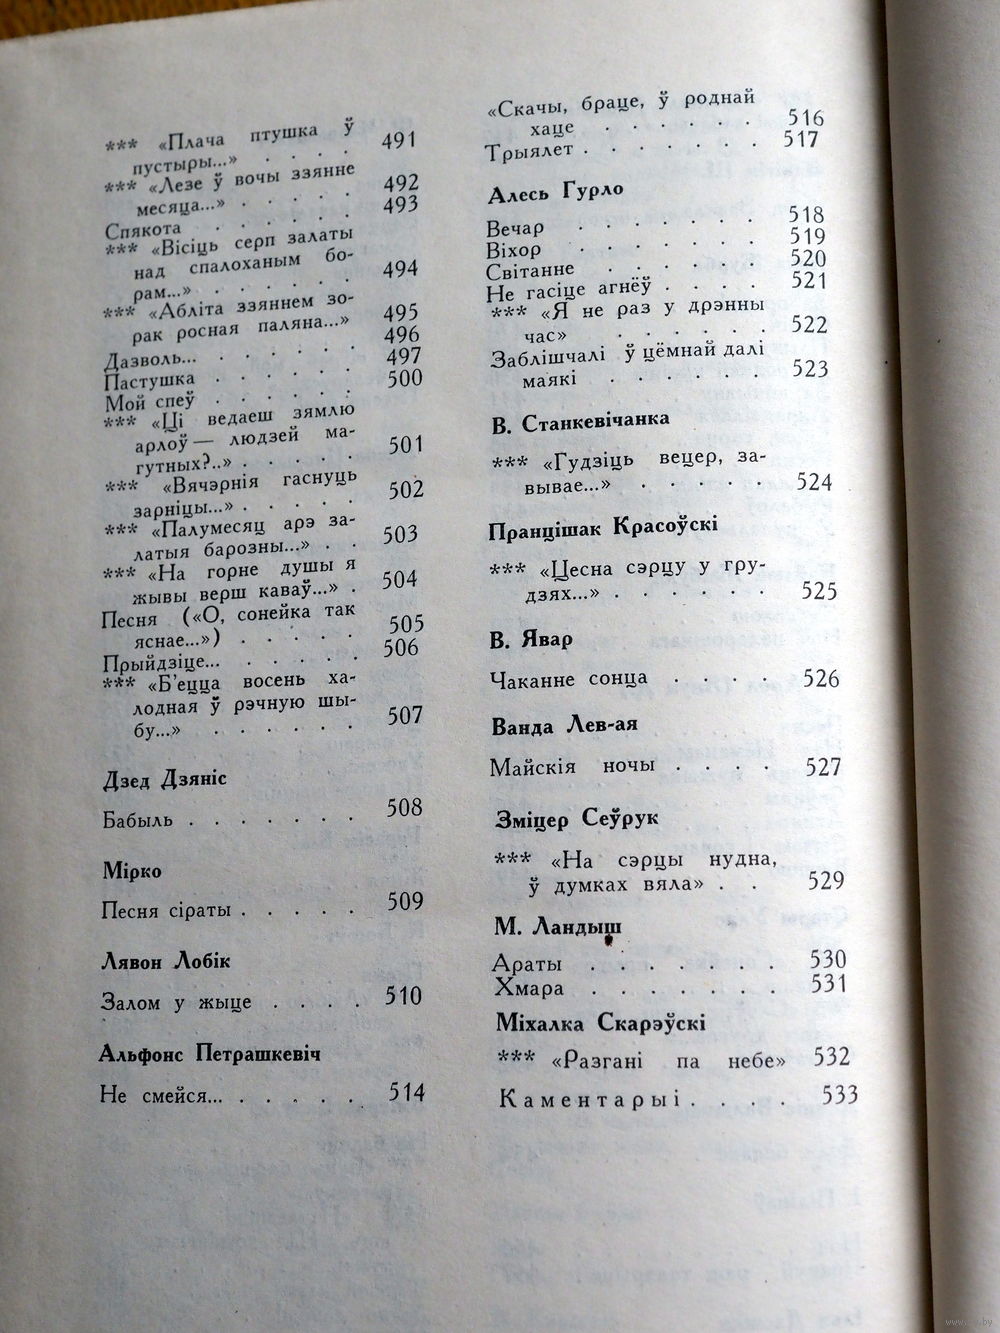 *** «Плача птушка ў
пустыры...» . . . . 491
*** «Лезе ў вочы ззянне
месяца...» . . . . . 492
Спякота . . . . . . 493
*** «Вісіць серп залаты
над спалоханым бо-
рам...» . . . . . . 494
*** «Абліта ззяннем зо-
рак росная паляна...» 495
Дазволь... . . . . . . 496
Пастушка . . . . . . 497
Мой спеў . . . . . . 500
*** «Ці ведаеш зямлю
арлоў — людзей ма-
гутных?..» . . . . . 501
*** «Вячэрнія гаснуць
зарніцы...» . . . . . 502
*** «Палумесяц арэ за-
латыя барозны...» . . 503
*** «На горне душы я
жывы верш каваў...» . 504
Песня («О, сонейка так
яснае...») . . . . . 505
Прыйдзіце... . . . . . 506
*** «Б'ецца восень ха-
лодная ў рэчную шы-
бу...» . . . . . . 507
Дзед Дзяніс
Бабыль . . . . . . . 508
Мірко
Песня сіраты . . . . . 509
Лявон Лобік
Залом у жыце . . . . 510
Альфонс Петрашкевіч
Не смейся... . . . . . 514
«Скачы, браце, ў роднай
хаце . . . . . . 516
Трыялет . . . . . . . 517
Алесь Гурло
Вечар . . . . . . . 518
Віхор . . . . . . . 519
Світанне . . . . . . 520
Не гасіце агнёў . . . . 521
*** «Я не раз у дрэнны
час» . . . . . . 522
Заблішчалі ў цёмнай далі
маякі . . . . . . 523
В. Станкевічанка
*** «Гудзіць вецер, за-
вывае...» . . . . . 524
Пранцішак Красоўскі
*** «Цесна сэрцу у гру-
дзях...» . . . . . . 525
В. Явар
Чаканне сонца . . . . 526
Ванда Лев-ая
Майскія ночы . . . . 527
Зміцер Сеўрук
*** «На сэрцы нудна,
ў думках вяла» . . 529
М. Ландыш
Араты . . . . . . . 530
Хмара . . . . . . . 531
Міхалка Скарэўскі
*** «Разгані па небе» 532
Каментарыі . . . . 533